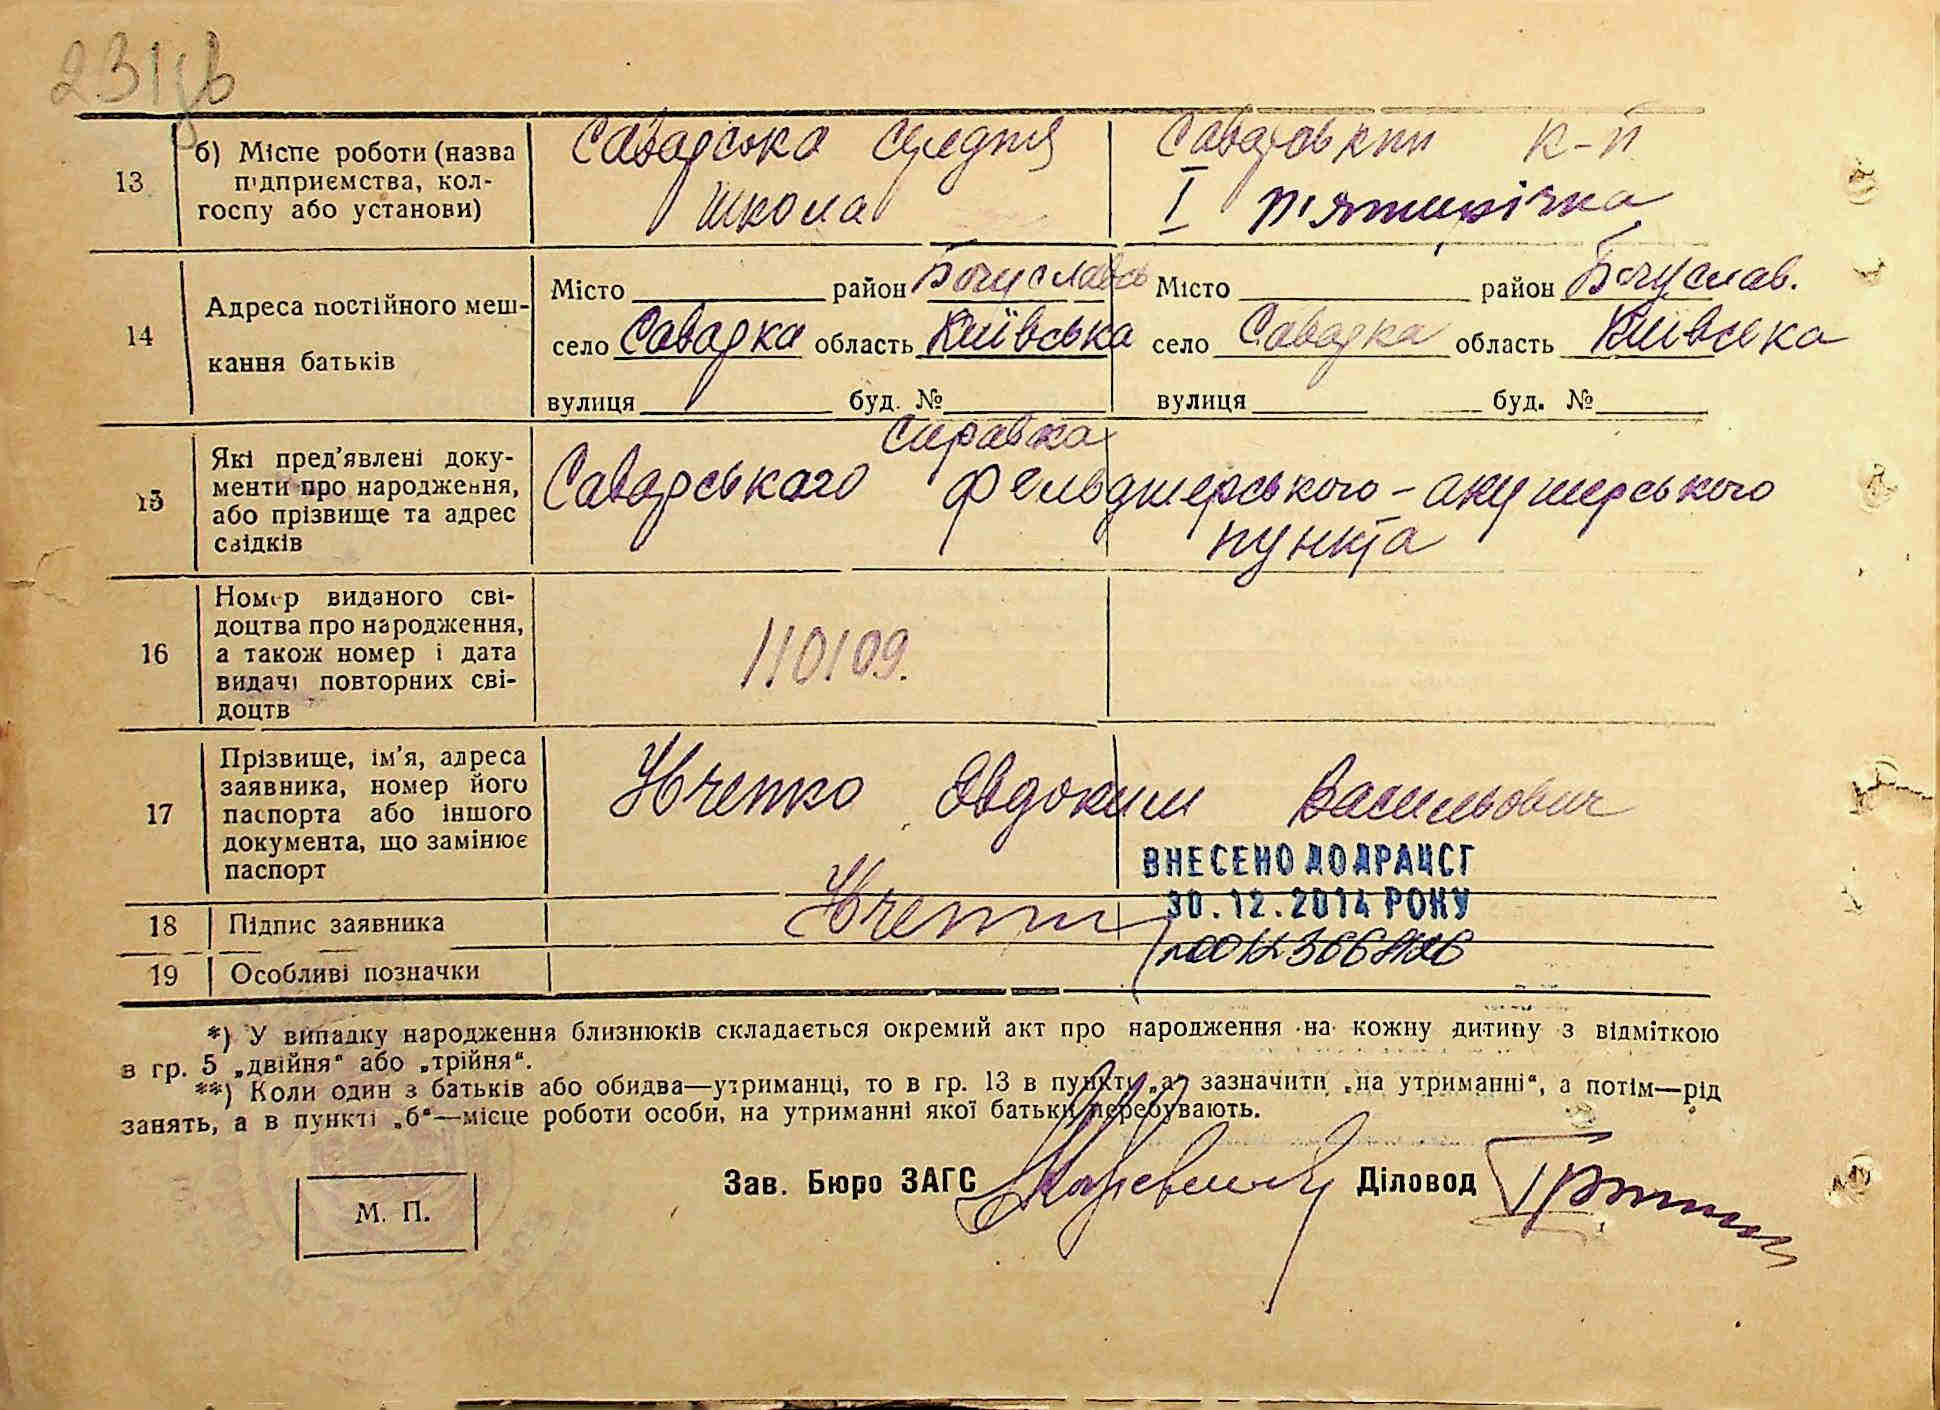 231зв
13
б) Місце роботи (назва
підприємства, кол-
госпу або установи)
Саварська середня
школа
Саварський к-п
I п'ятирічка
14
Адреса постійного меш-
кання батьків
Місто район Богуславсь
село Саварка область Київська
вулиця буд. №
Місто район Богуслав.
село Саварка область Київська
вулиця буд. №
15
Які пред'явлені доку-
менти про народження,
або прізвище та адрес
свідків
справка
Саварськаго фельдшерського-акушерського
пункта
16
Номер виданого сві-
доцтва про народження,
а також номер і дата
видачі повторних сві-
доцтв
110109.
17
Прізвище, ім'я, адреса
заявника, номер його
паспорта або іншого
документа, що замінює
паспорт
Ючепко Явдоким Васильович
ВНЕСЕНО ДО ДРАЦСГ
30.12.2014 РОКУ
18
Підпис заявника
19
Особливі позначки
*) У випадку народження близнюків складається окремий акт про народження на кожну дитину з відміткою
в гр. 5 „двійня" або „трійня".
**) Коли один з батьків або обидва—утриманці, то в гр. 13 в пункті „а" зазначити „на утриманні", а потім—рід
занять, а в пункті „б"—місце роботи особи, на утриманні якої батьки перебувають.
М. П.
Зав. Бюро ЗАГС
Діловод